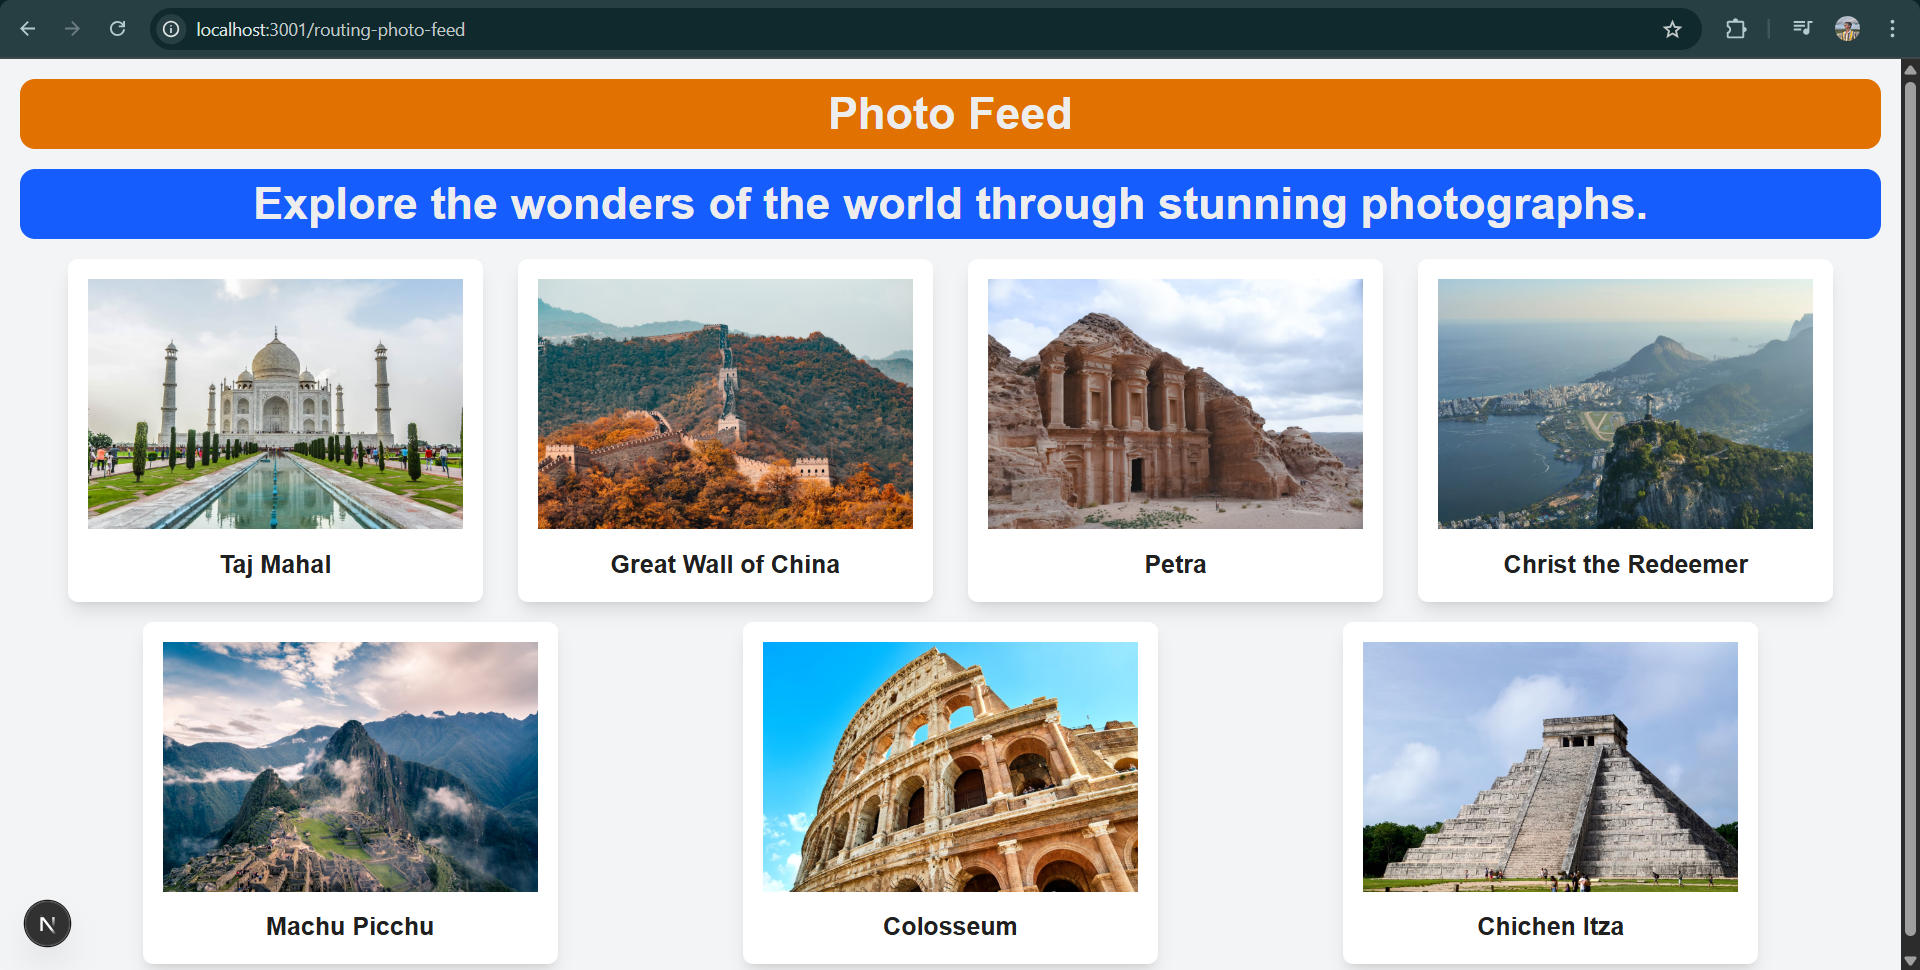 localhost:3001/routing-photo-feed
Photo Feed
Explore the wonders of the world through stunning photographs.
Taj Mahal
Great Wall of China
Petra
Christ the Redeemer
Machu Picchu
Colosseum
Chichen Itza
N